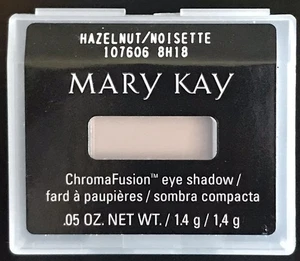 HAZELNUT/NOISETTE
107606 8H18
MARY KAY
ChromaFusion™ eye shadow /
fard à paupières / sombra compacta
.05 OZ. NET WT. / 1.4 g / 1,4 g